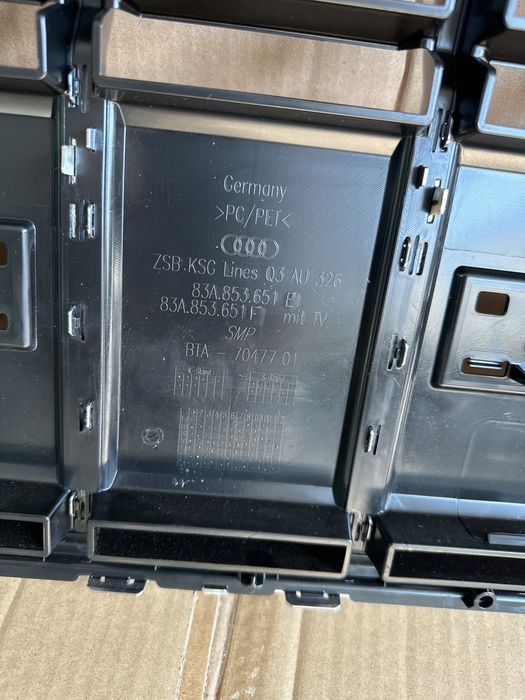 Germany
>PC/PET<
ZSB.KSG Lines Q3 AU 326
83A.853.651 E
83A.853.651 F mit TV
SMP
BTA - 70477 01
K-Stand